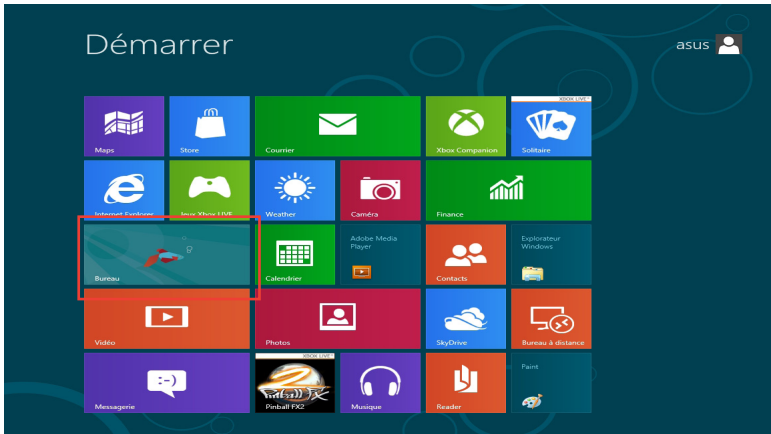 Démarrer
asus
XBOX LIVE
Maps
Store
Courrier
Xbox Companion
Solitaire
Internet Explorer
Jeux Xbox LIVE
Weather
Caméra
Finance
Bureau
Calendrier
Adobe Media
Player
Contacts
Explorateur
Windows
Vidéo
Photos
SkyDrive
Bureau à distance
XBOX LIVE
Messagerie
Pinball FX2
Musique
Reader
Paint